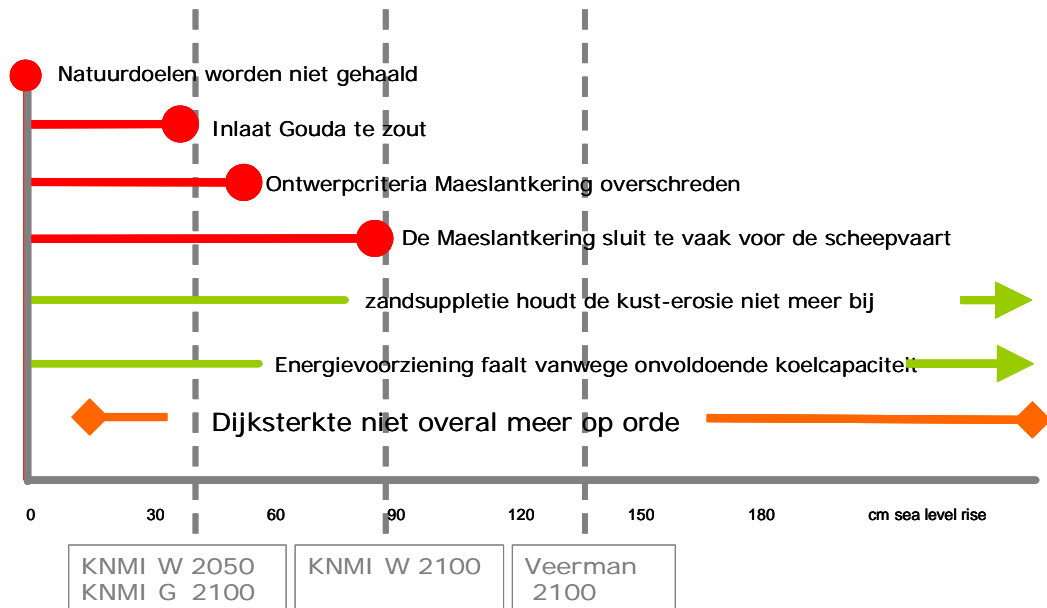 Natuurdoelen worden niet gehaald
Inlaat Gouda te zout
Ontwerpcriteria Maeslantkering overschreden
De Maeslantkering sluit te vaak voor de scheepvaart
zandsuppletie houdt de kust-erosie niet meer bij
Energievoorziening faalt vanwege onvoldoende koelcapaciteit
Dijksterkte niet overal meer op orde
0 30 60 90 120 150 180 cm sea level rise
KNMI W 2050
KNMI G 2100
KNMI W 2100
Veerman
2100